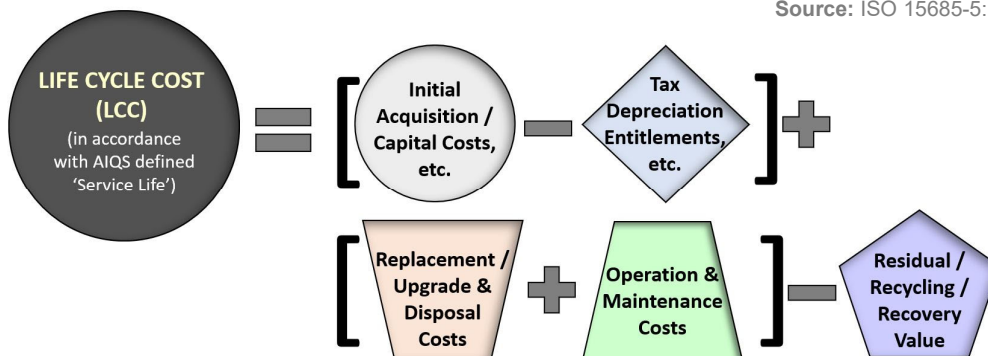 Source: ISO 15685-5:
LIFE CYCLE COST
(LCC)
(in accordance
with AIQS defined
‘Service Life’)
Initial
Acquisition /
Capital Costs,
etc.
Tax
Depreciation
Entitlements,
etc.
Replacement /
Upgrade &
Disposal
Costs
Operation &
Maintenance
Costs
Residual /
Recycling /
Recovery
Value